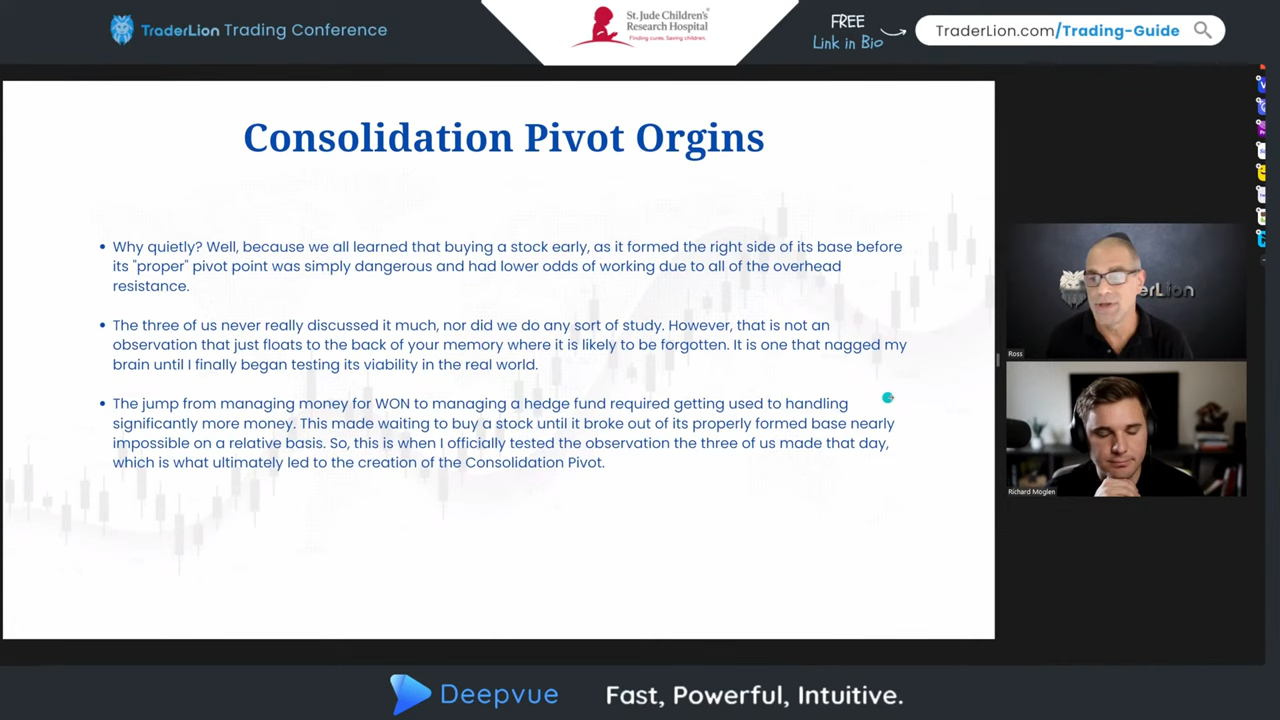 TraderLion Trading Conference
St. Jude Children's
Research Hospital
Finding cures. Saving children.
FREE
Link in Bio
TraderLion.com/Trading-Guide
Consolidation Pivot Orgins
• Why quietly? Well, because we all learned that buying a stock early, as it formed the right side of its base before
its "proper" pivot point was simply dangerous and had lower odds of working due to all of the overhead
resistance.
• The three of us never really discussed it much, nor did we do any sort of study. However, that is not an
observation that just floats to the back of your memory where it is likely to be forgotten. It is one that nagged my
brain until I finally began testing its viability in the real world.
• The jump from managing money for WON to managing a hedge fund required getting used to handling
significantly more money. This made waiting to buy a stock until it broke out of its properly formed base nearly
impossible on a relative basis. So, this is when I officially tested the observation the three of us made that day,
which is what ultimately led to the creation of the Consolidation Pivot.
Ross
Richard Moglen
Deepvue
Fast, Powerful, Intuitive.